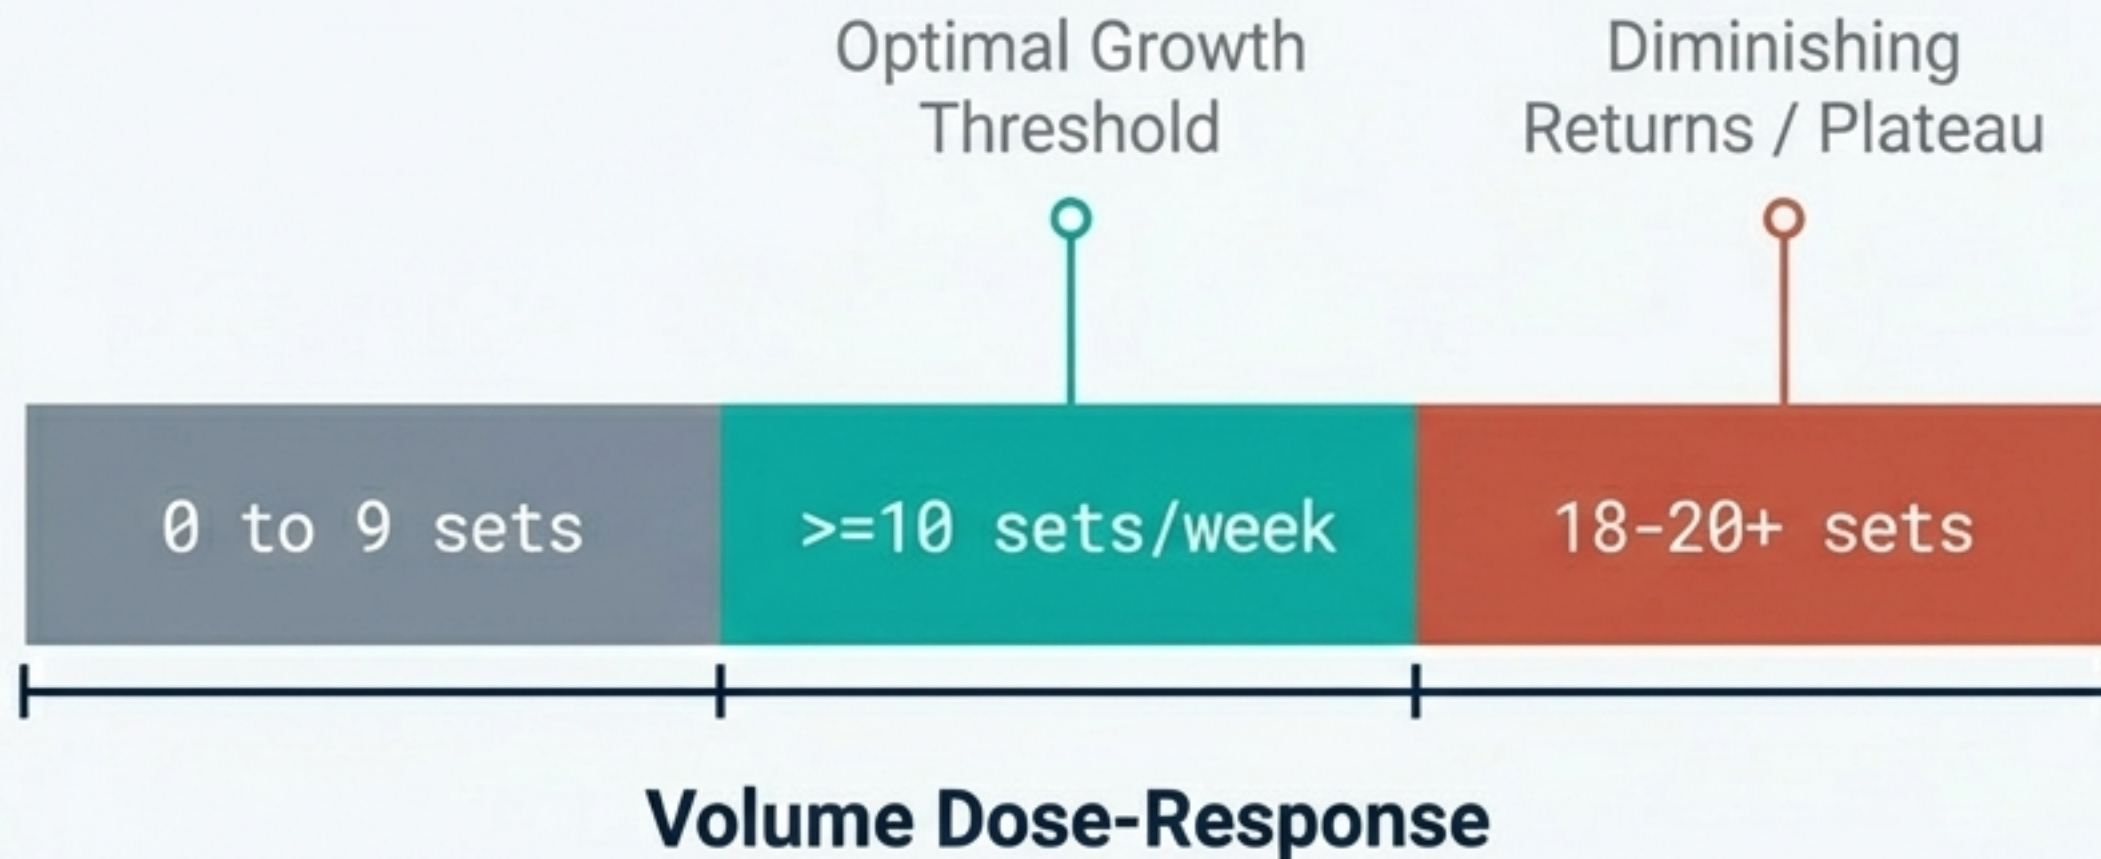 Optimal Growth
Threshold
Diminishing
Returns / Plateau
0 to 9 sets
>=10 sets/week
18-20+ sets
Volume Dose-Response